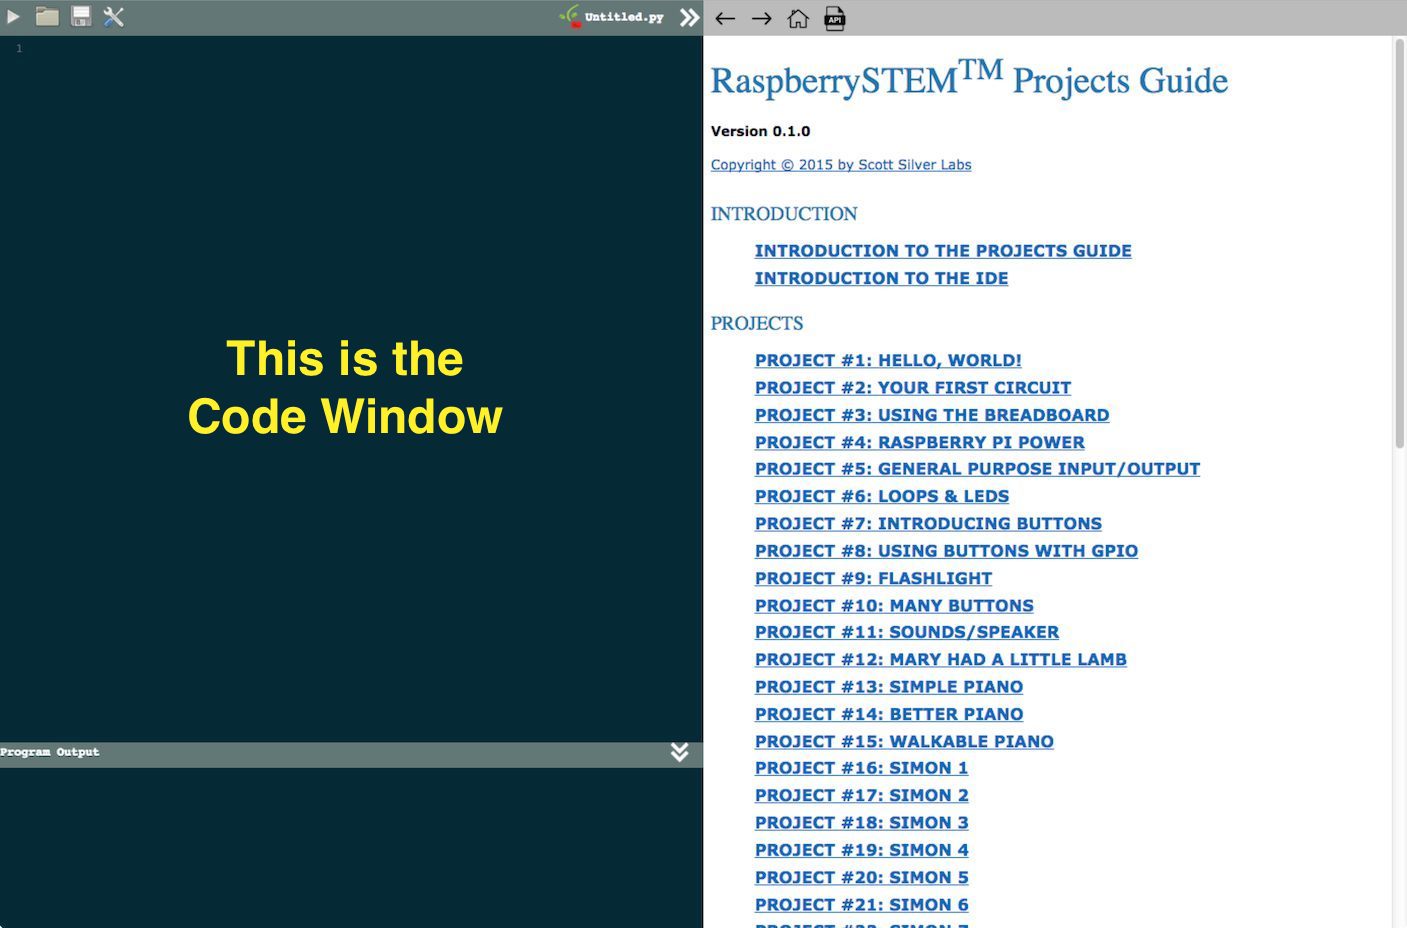 Untitled.py
1
This is the
Code Window
Program Output
API
RaspberrySTEM™ Projects Guide
Version 0.1.0
Copyright © 2015 by Scott Silver Labs
INTRODUCTION
INTRODUCTION TO THE PROJECTS GUIDE
INTRODUCTION TO THE IDE
PROJECTS
PROJECT #1: HELLO, WORLD!
PROJECT #2: YOUR FIRST CIRCUIT
PROJECT #3: USING THE BREADBOARD
PROJECT #4: RASPBERRY PI POWER
PROJECT #5: GENERAL PURPOSE INPUT/OUTPUT
PROJECT #6: LOOPS & LEDS
PROJECT #7: INTRODUCING BUTTONS
PROJECT #8: USING BUTTONS WITH GPIO
PROJECT #9: FLASHLIGHT
PROJECT #10: MANY BUTTONS
PROJECT #11: SOUNDS/SPEAKER
PROJECT #12: MARY HAD A LITTLE LAMB
PROJECT #13: SIMPLE PIANO
PROJECT #14: BETTER PIANO
PROJECT #15: WALKABLE PIANO
PROJECT #16: SIMON 1
PROJECT #17: SIMON 2
PROJECT #18: SIMON 3
PROJECT #19: SIMON 4
PROJECT #20: SIMON 5
PROJECT #21: SIMON 6